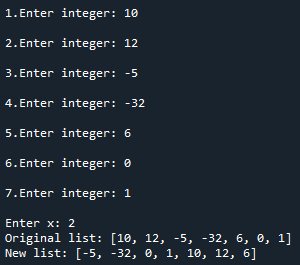 1.Enter integer: 10
2.Enter integer: 12
3.Enter integer: -5
4.Enter integer: -32
5.Enter integer: 6
6.Enter integer: 0
7.Enter integer: 1
Enter x: 2
Original list: [10, 12, -5, -32, 6, 0, 1]
New list: [-5, -32, 0, 1, 10, 12, 6]